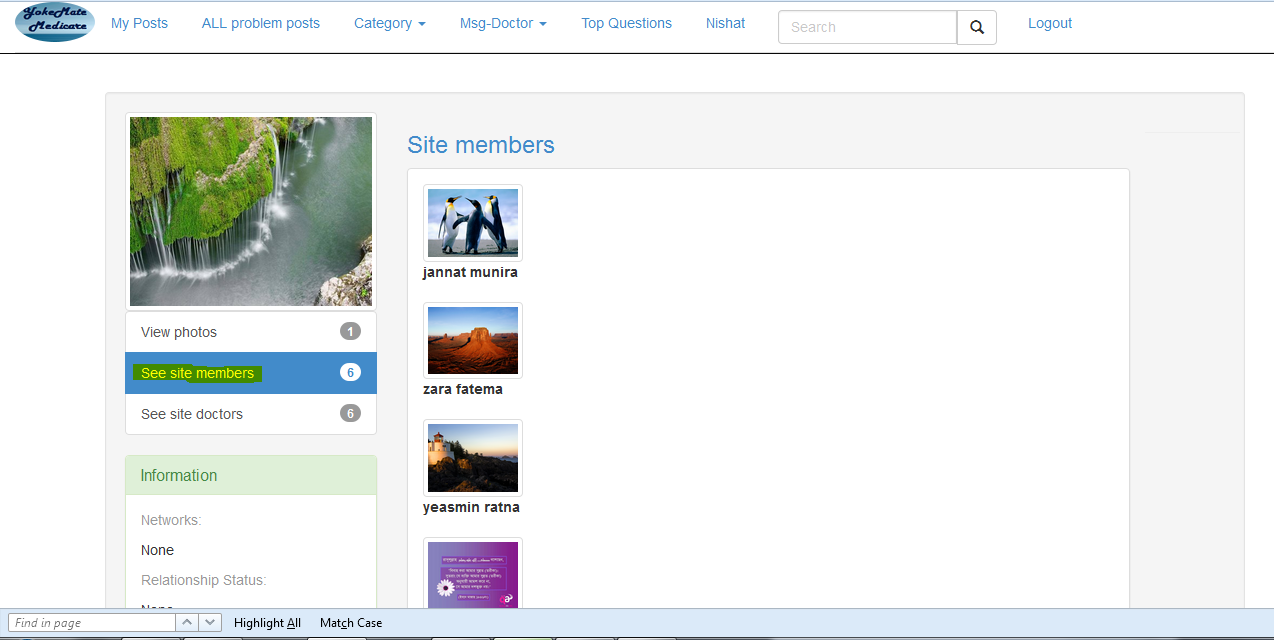 YokeMate
Medicare
My Posts
ALL problem posts
Category
Msg-Doctor
Top Questions
Nishat
Search
Logout
Site members
View photos 1
See site members 6
See site doctors 6
Information
Networks:
None
Relationship Status:
jannat munira
zara fatema
yeasmin ratna
Find in page
Highlight All
Match Case